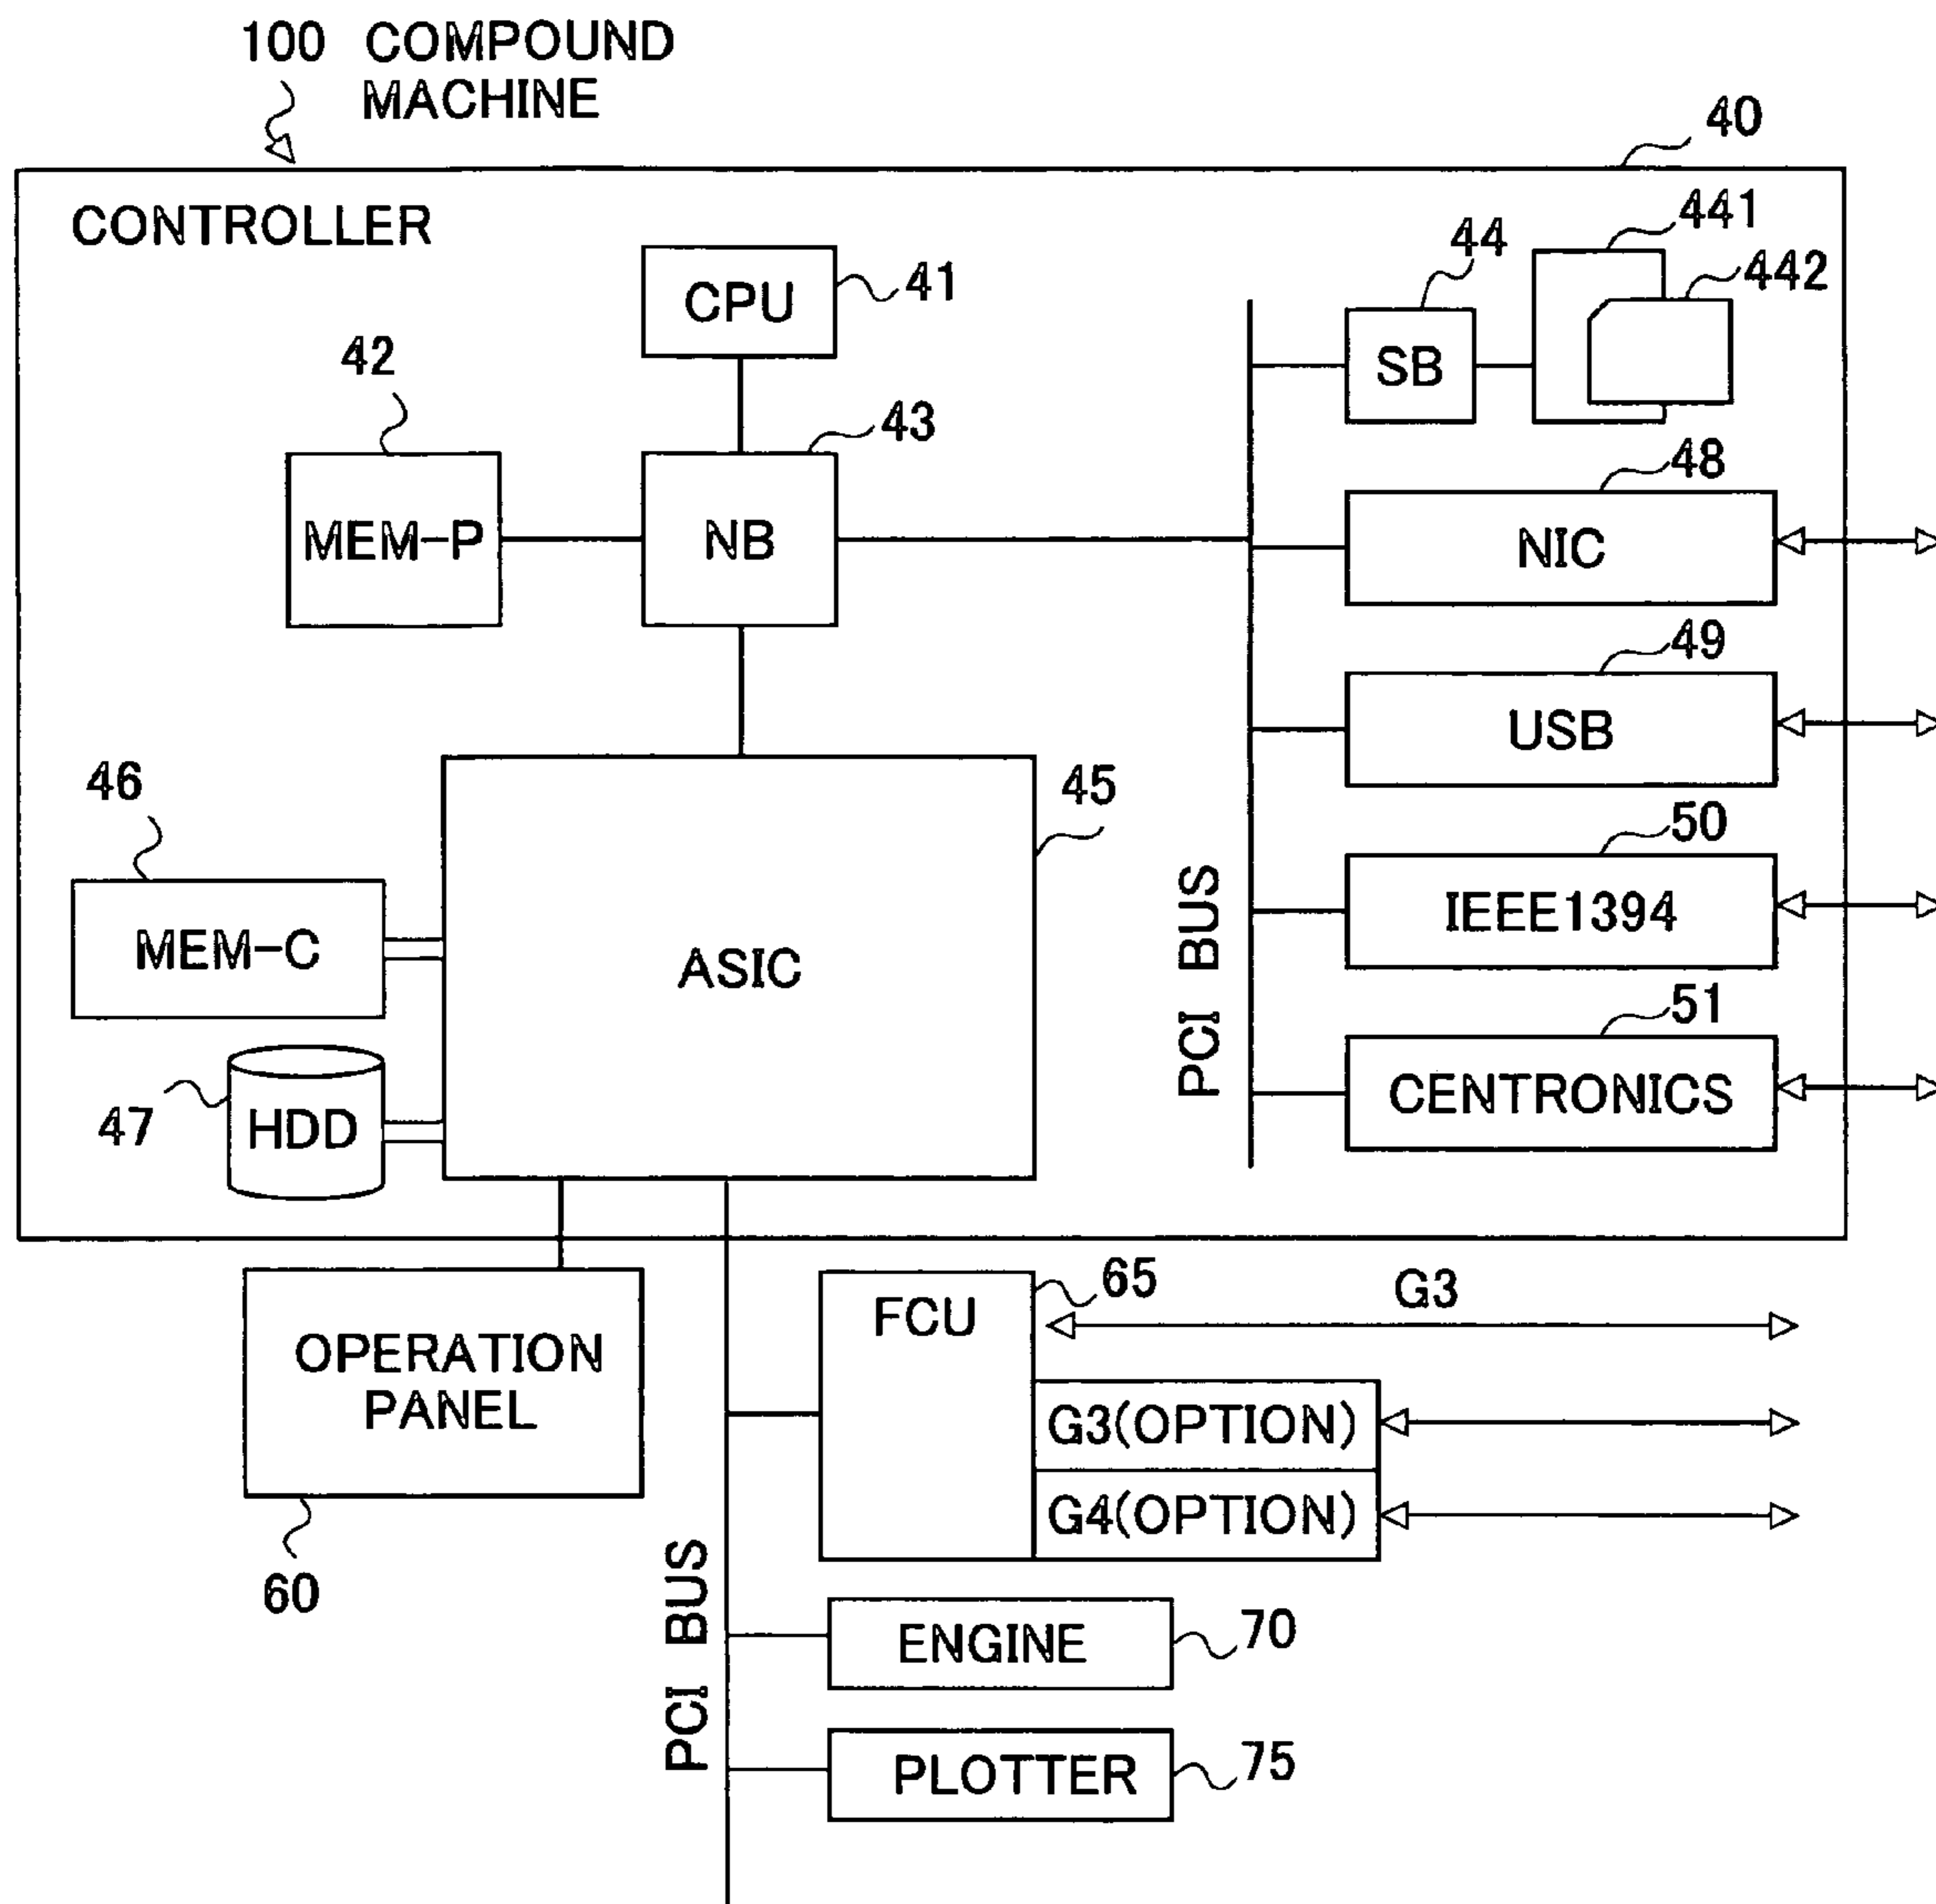 100 COMPOUND
MACHINE
40
CONTROLLER
441
44
442
CPU
41
SB
42
43
48
MEM-P
NB
NIC
49
USB
46
45
50
MEM-C
ASIC
PCI BUS
IEEE1394
51
47
HDD
CENTRONICS
65
G3
FCU
OPERATION
PANEL
G3(OPTION)
G4(OPTION)
60
PCI BUS
ENGINE
70
PLOTTER
75